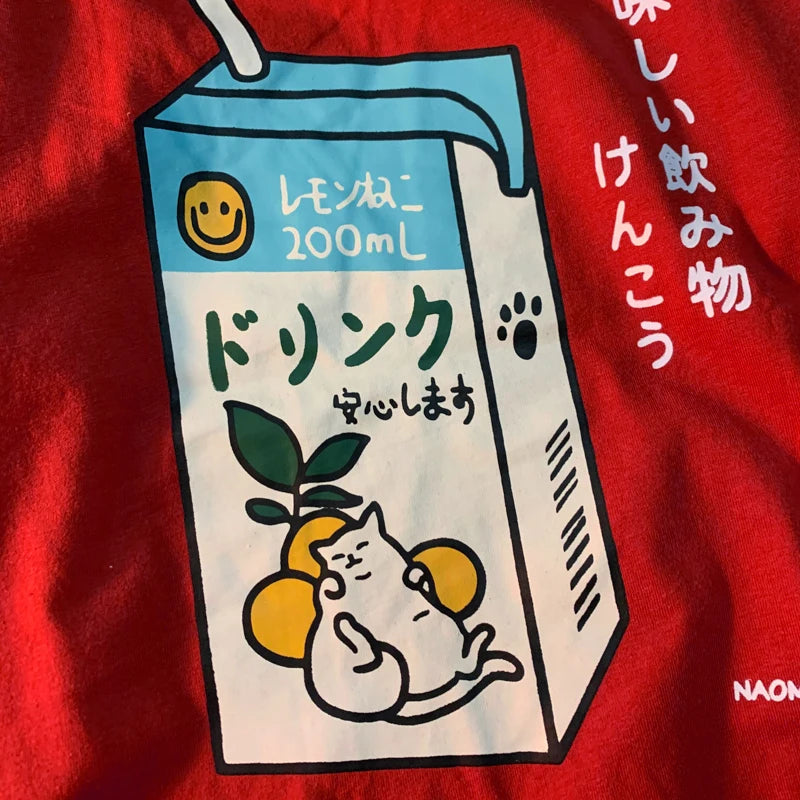 レモンねこ
200mL
ドリンク
安心します
味しい飲み物
けんこう